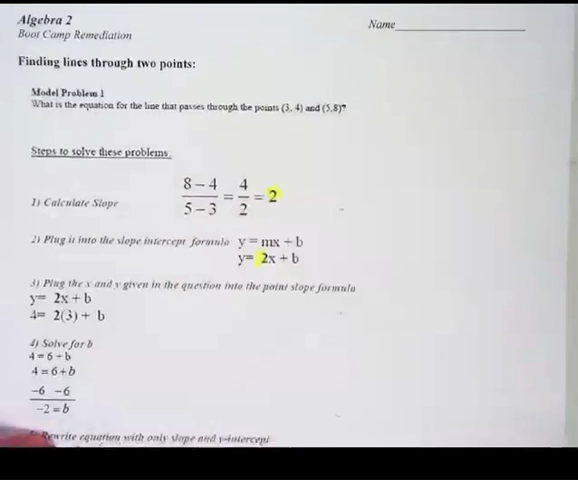 Algebra 2
Name
Boot Camp Remediation
Finding lines through two points:
Model Problem 1
What is the equation for the line that passes through the points (3, 4) and (5,8)?
Steps to solve these problems.
1) Calculate Slope
8 – 4 / 5 – 3 = 4 / 2 = 2
2) Plug it into the slope intercept formula y = mx + b
y= 2x + b
3) Plug the x and y given in the question into the point slope formula
y= 2x + b
4= 2(3) + b
4) Solve for b
4 = 6 + b
4 = 6 + b
–6 –6
–2 = b
Rewrite equation with only slope and y-intercept